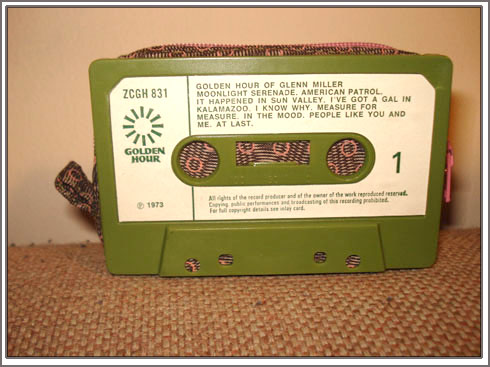 ZCGH 831
GOLDEN HOUR
℗ 1973
GOLDEN HOUR OF GLENN MILLER
MOONLIGHT SERENADE. AMERICAN PATROL.
IT HAPPENED IN SUN VALLEY. I'VE GOT A GAL IN
KALAMAZOO. I KNOW WHY. MEASURE FOR
MEASURE. IN THE MOOD. PEOPLE LIKE YOU AND
ME. AT LAST.
1
All rights of the record producer and of the owner of the work reproduced reserved.
Copying, public performances and broadcasting of this recording prohibited.
For full copyright details see inlay card.